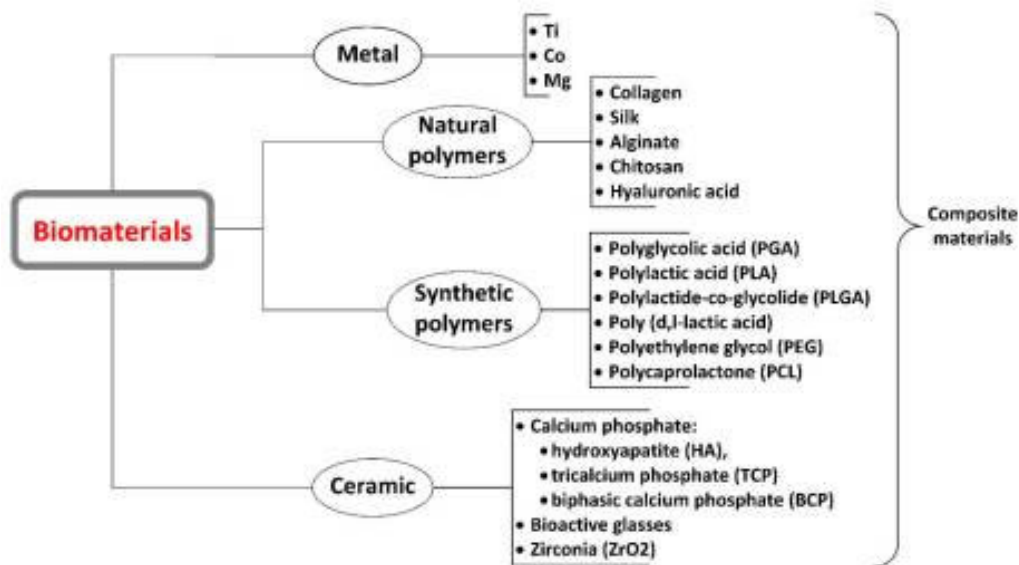 Biomaterials
Metal
• Ti
• Co
• Mg
Natural
polymers
• Collagen
• Silk
• Alginate
• Chitosan
• Hyaluronic acid
Synthetic
polymers
• Polyglycolic acid (PGA)
• Polylactic acid (PLA)
• Polylactide-co-glycolide (PLGA)
• Poly (d,l-lactic acid)
• Polyethylene glycol (PEG)
• Polycaprolactone (PCL)
Ceramic
• Calcium phosphate:
• hydroxyapatite (HA),
• tricalcium phosphate (TCP)
• biphasic calcium phosphate (BCP)
• Bioactive glasses
• Zirconia (ZrO2)
Composite
materials